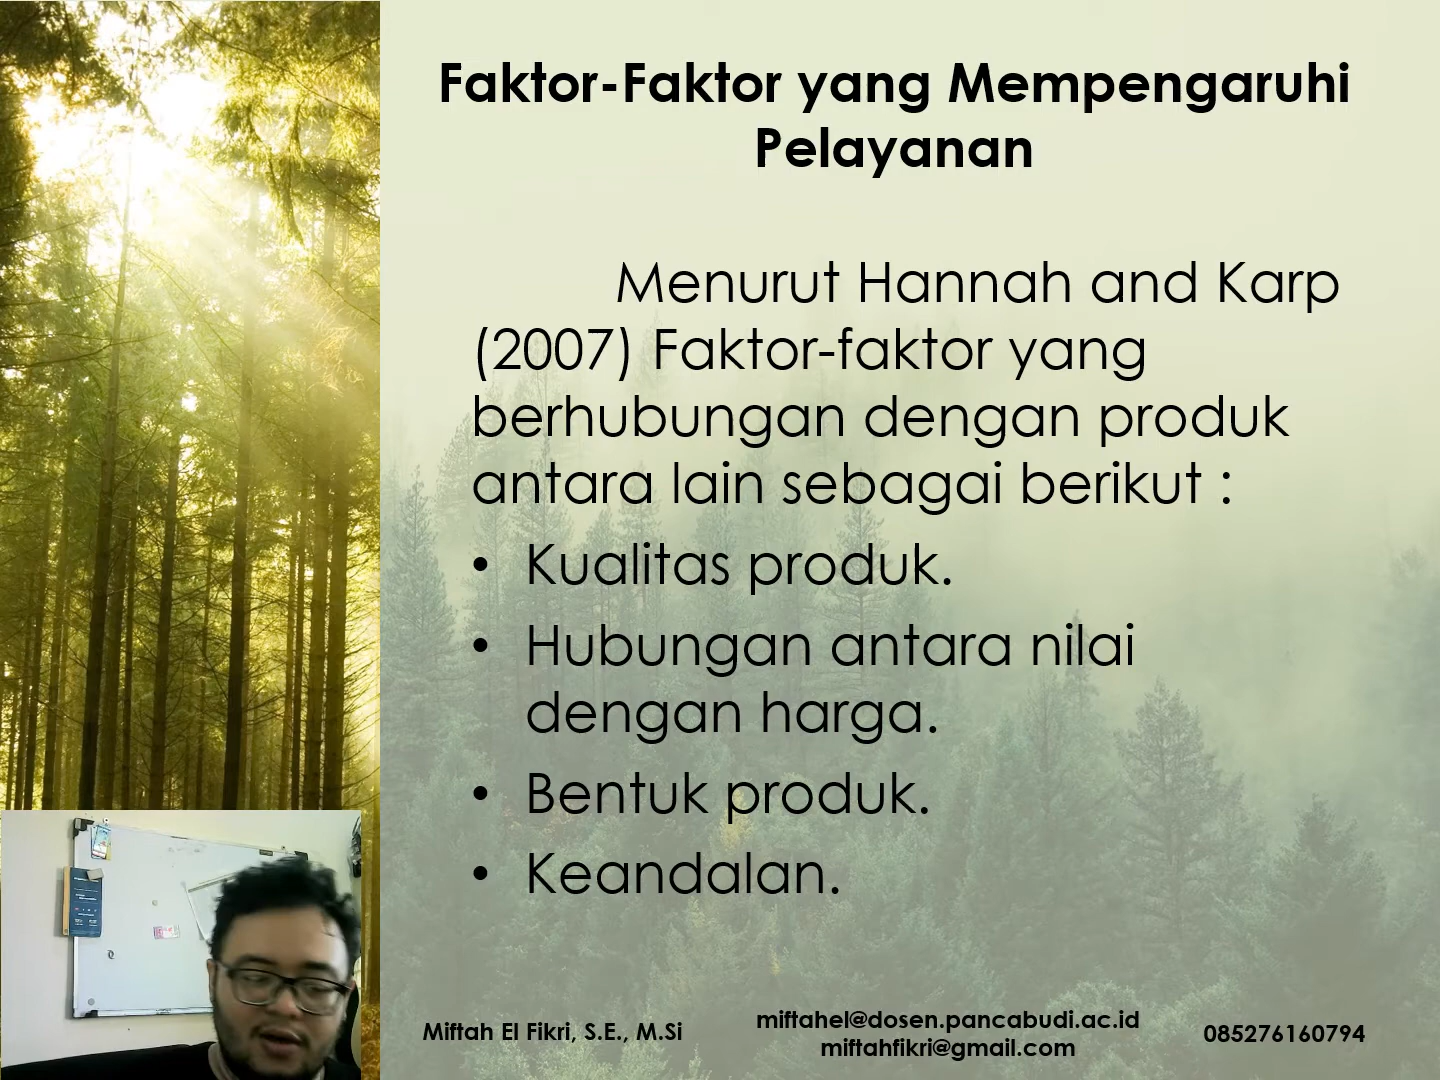 Faktor-Faktor yang Mempengaruhi
Pelayanan
Menurut Hannah and Karp
(2007) Faktor-faktor yang
berhubungan dengan produk
antara lain sebagai berikut :
• Kualitas produk.
• Hubungan antara nilai
dengan harga.
• Bentuk produk.
• Keandalan.
Miftah El Fikri, S.E., M.Si
miftahel@dosen.pancabudi.ac.id
miftahfikri@gmail.com
085276160794